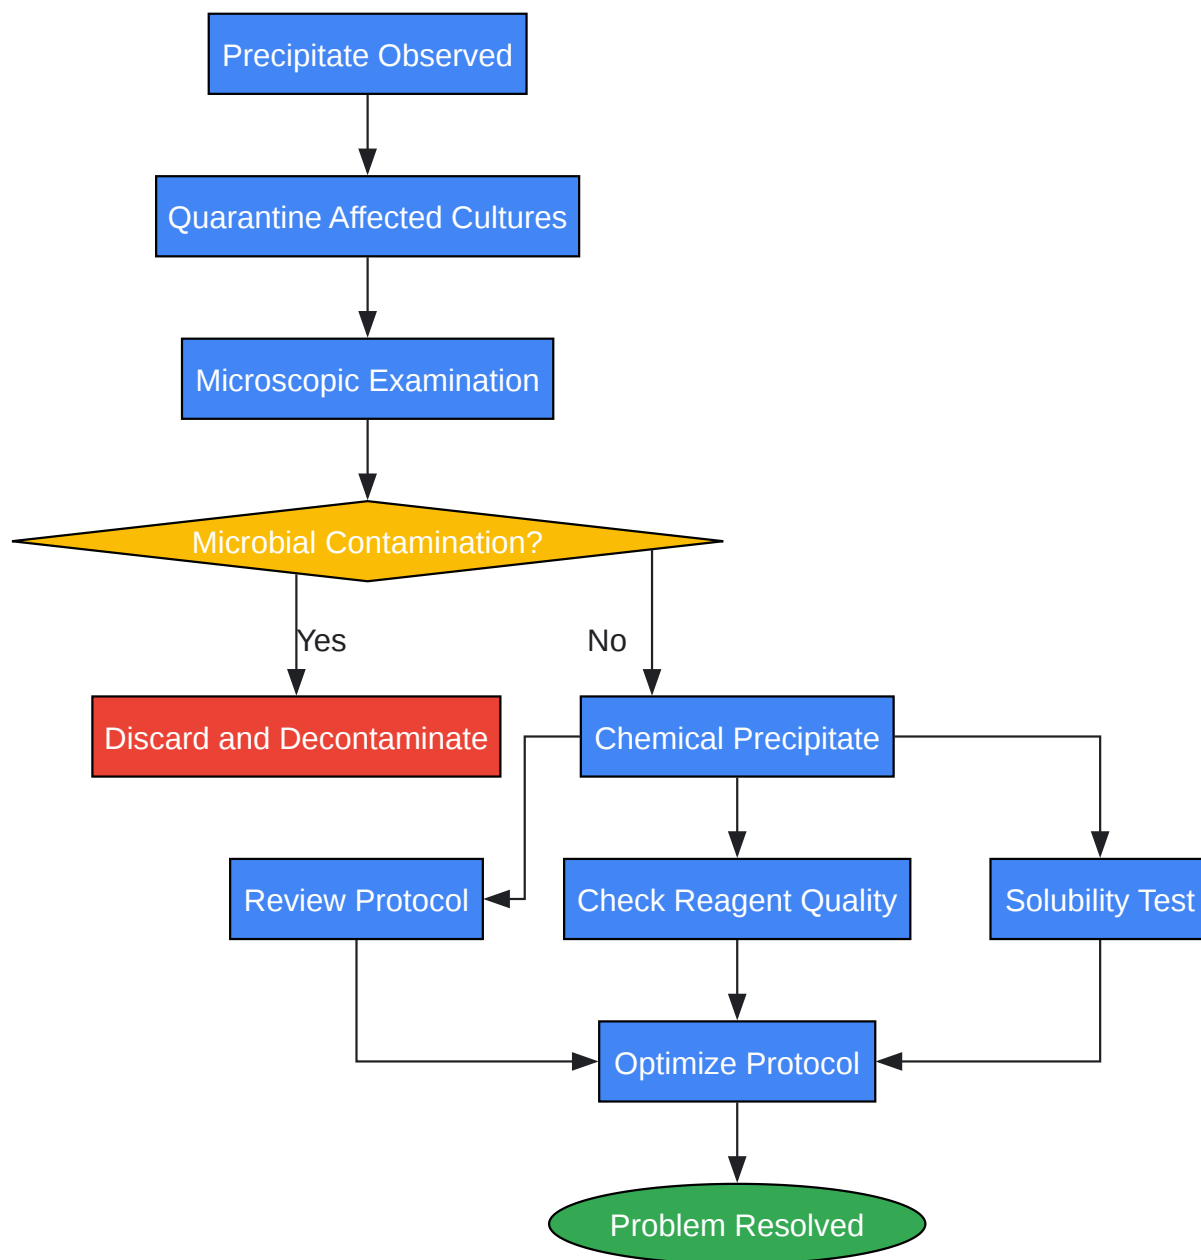 Precipitate Observed
Quarantine Affected Cultures
Microscopic Examination
Microbial Contamination?
Yes
No
Discard and Decontaminate
Chemical Precipitate
Review Protocol
Check Reagent Quality
Solubility Test
Optimize Protocol
Problem Resolved